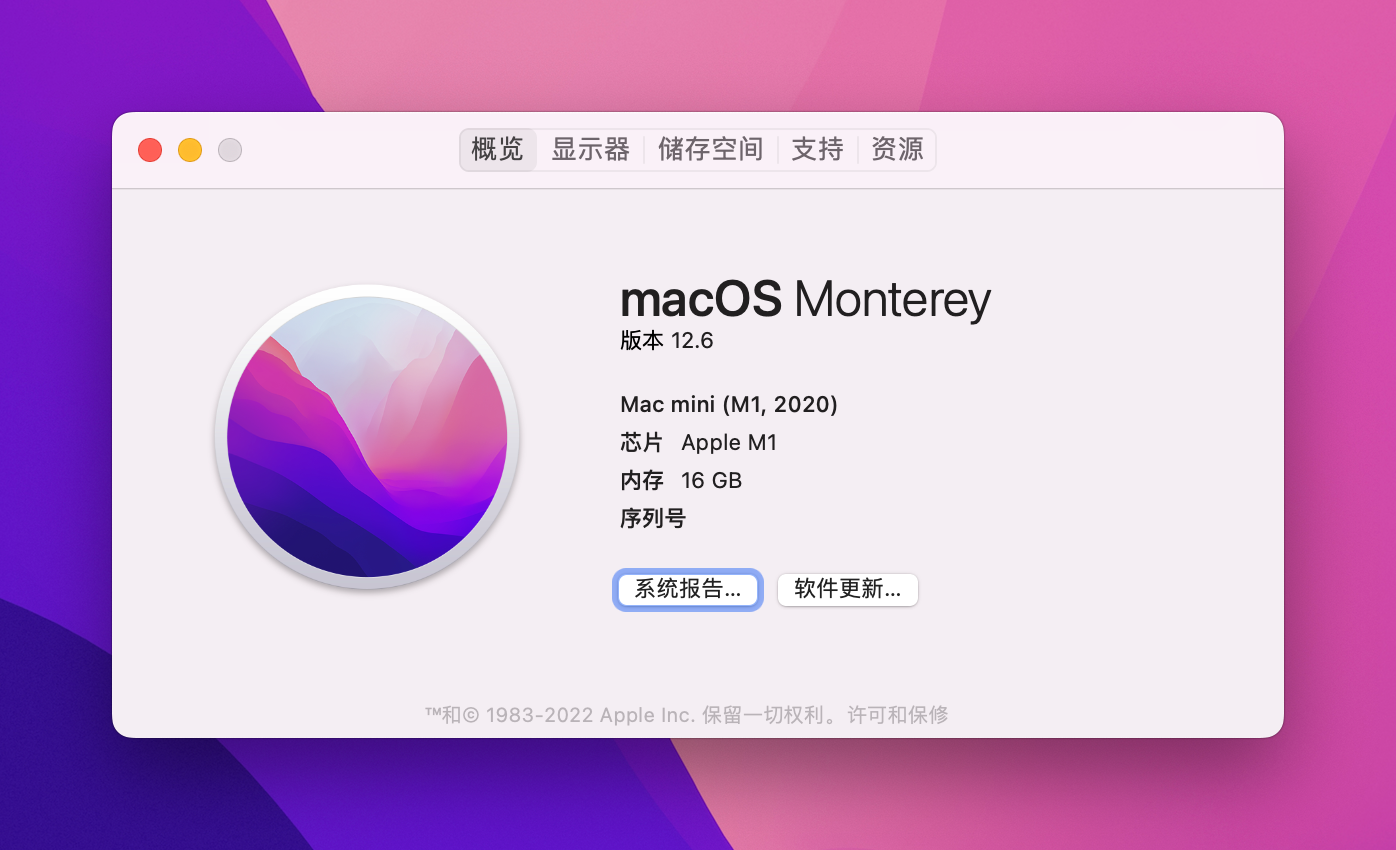 概览 显示器 储存空间 支持 资源
macOS Monterey
版本 12.6
Mac mini (M1, 2020)
芯片 Apple M1
内存 16 GB
序列号
系统报告... 软件更新...
™和© 1983-2022 Apple Inc. 保留一切权利。许可和保修